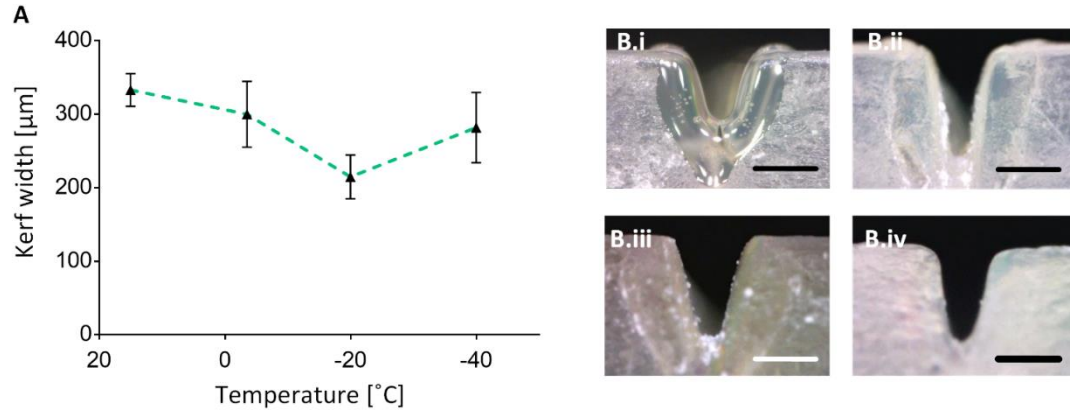 A
400
300
200
100
0
Kerf width [µm]
20
0
-20
-40
Temperature [˚C]
B.i
B.ii
B.iii
B.iv